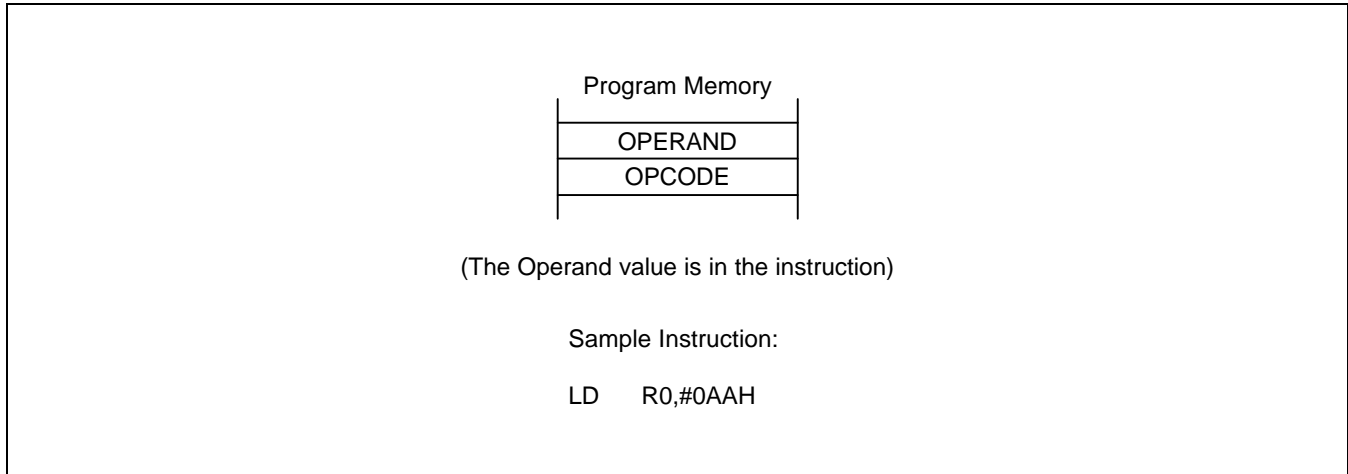 Program Memory
OPERAND
OPCODE
(The Operand value is in the instruction)
Sample Instruction:
LD R0,#0AAH